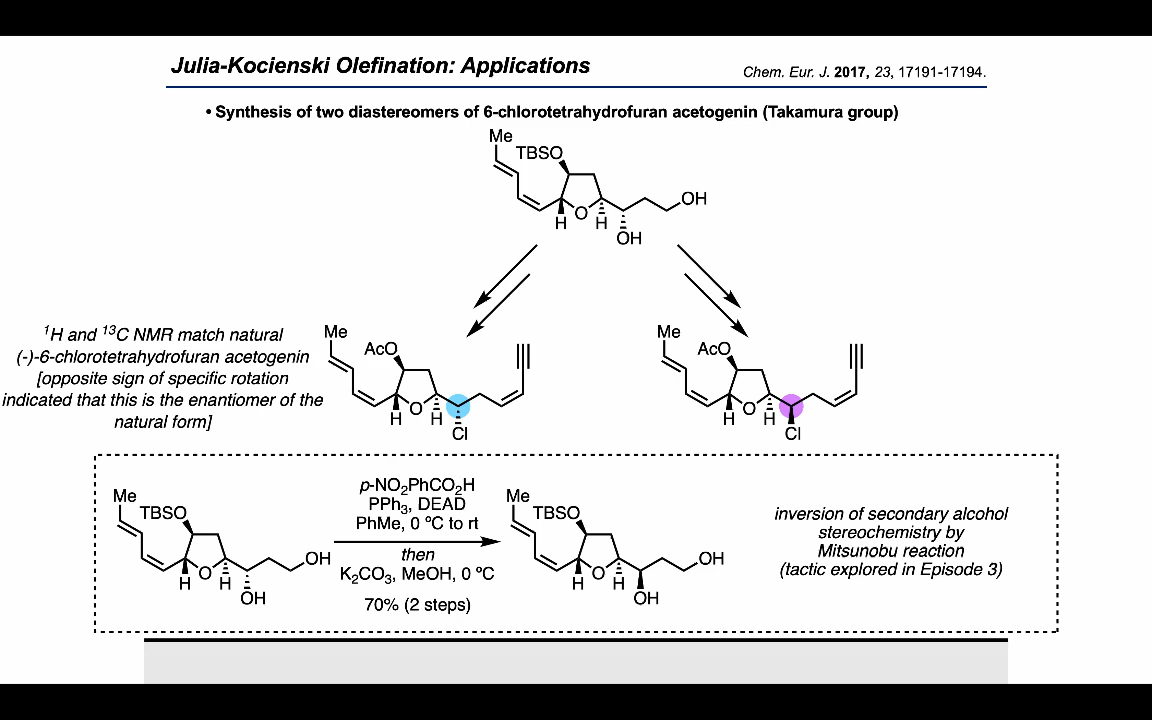 Julia-Kocienski Olefination: Applications
Chem. Eur. J. 2017, 23, 17191-17194.
• Synthesis of two diastereomers of 6-chlorotetrahydrofuran acetogenin (Takamura group)
Me
TBSO
OH
O
H
H
OH
¹H and ¹³C NMR match natural
(-)-6-chlorotetrahydrofuran acetogenin
[opposite sign of specific rotation
indicated that this is the enantiomer of the
natural form]
Me
AcO
O
H
H
Cl
Me
AcO
O
H
H
Cl
Me
TBSO
OH
O
H
H
OH
p-NO₂PhCO₂H
PPh₃, DEAD
PhMe, 0 ºC to rt
then
K₂CO₃, MeOH, 0 ºC
70% (2 steps)
Me
TBSO
OH
O
H
H
OH
inversion of secondary alcohol
stereochemistry by
Mitsunobu reaction
(tactic explored in Episode 3)